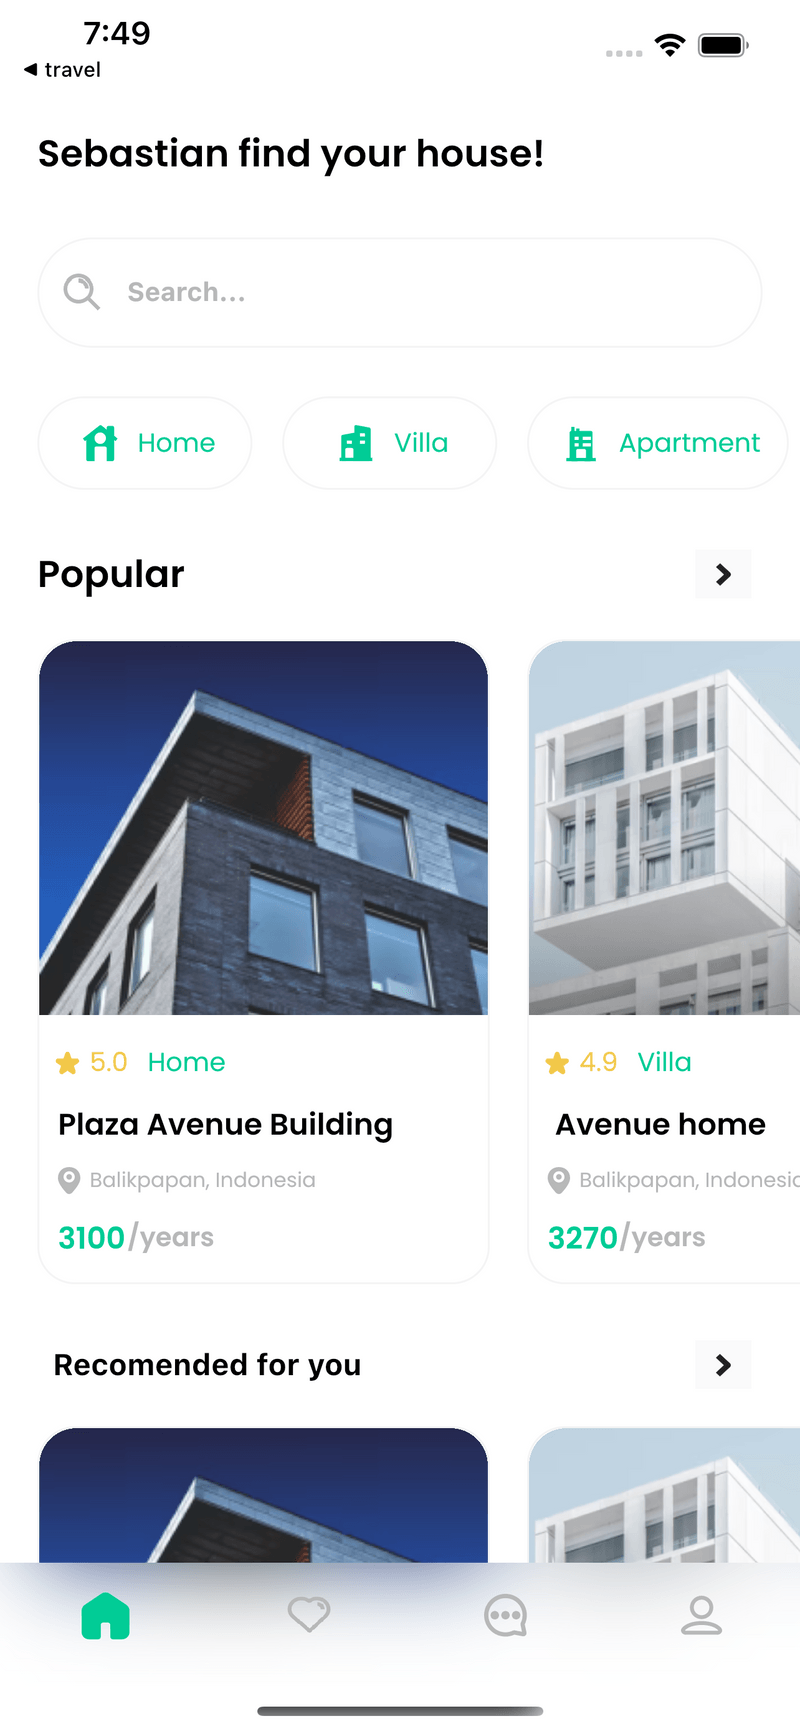 7:49
travel
Sebastian find your house!
Search...
Home Villa Apartment
Popular
5.0 Home
Plaza Avenue Building
Balikpapan, Indonesia
3100/years
4.9 Villa
Avenue home
Balikpapan, Indonesia
3270/years
Recomended for you